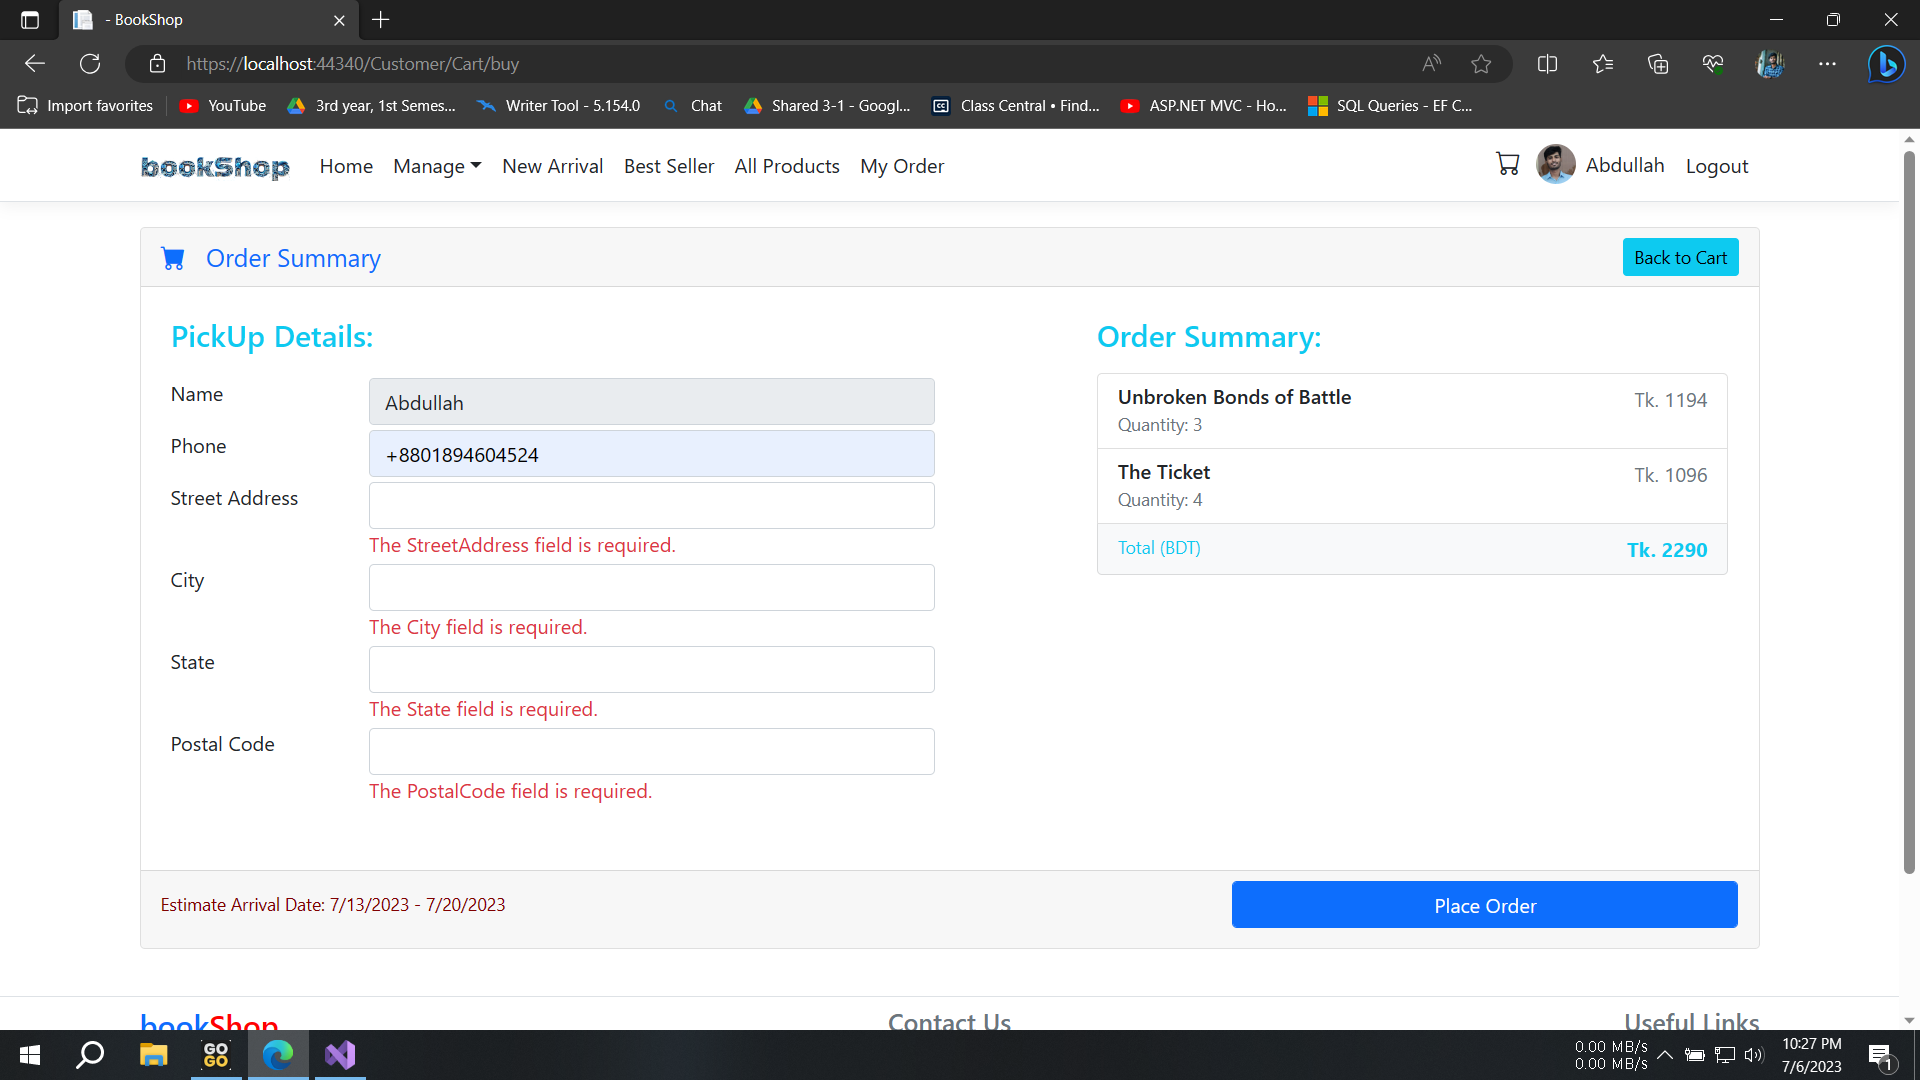 - BookShop
https://localhost:44340/Customer/Cart/buy
Import favorites
YouTube
3rd year, 1st Semes...
Writer Tool - 5.154.0
Chat
Shared 3-1 - Googl...
Class Central • Find...
ASP.NET MVC - Ho...
SQL Queries - EF C...
bookShop
Home
Manage
New Arrival
Best Seller
All Products
My Order
Abdullah
Logout
Order Summary
Back to Cart
PickUp Details:
Name
Abdullah
Phone
+8801894604524
Street Address
The StreetAddress field is required.
City
The City field is required.
State
The State field is required.
Postal Code
The PostalCode field is required.
Order Summary:
Unbroken Bonds of Battle
Tk. 1194
Quantity: 3
The Ticket
Tk. 1096
Quantity: 4
Total (BDT)
Tk. 2290
Estimate Arrival Date: 7/13/2023 - 7/20/2023
Place Order
bookShop
Contact Us
Useful Links
GO
GO
0.00 MB/s
0.00 MB/s
10:27 PM
7/6/2023
1